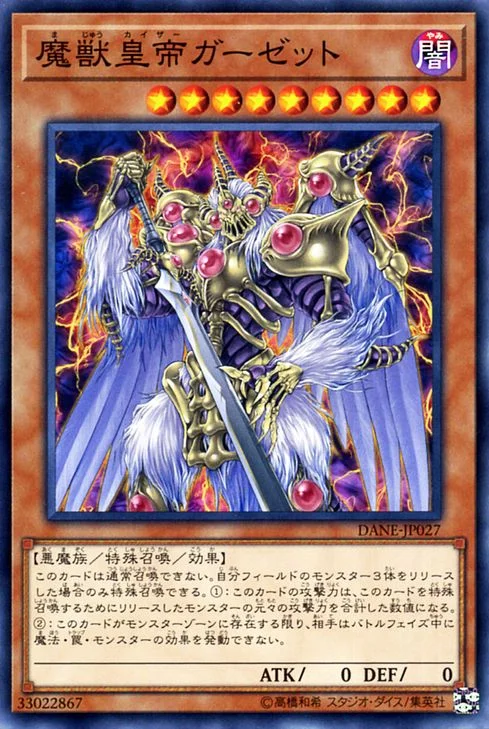 魔獣皇帝ガーゼット
闇
DANE-JP027
【悪魔族／特殊召喚／効果】
このカードは通常召喚できない。自分フィールドのモンスター３体をリリース
した場合のみ特殊召喚できる。①：このカードの攻撃力は、このカードを特殊
召喚するためにリリースしたモンスターの元々の攻撃力を合計した数値になる。
②：このカードがモンスターゾーンに存在する限り、相手はバトルフェイズ中に
魔法・罠・モンスターの効果を発動できない。
ATK/ 0 DEF/ 0
33022867 ©高橋和希 スタジオ・ダイス/集英社